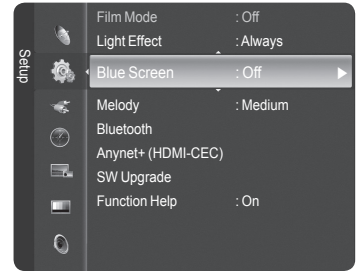 Setup
Film Mode : Off
Light Effect : Always
Blue Screen : Off
Melody : Medium
Bluetooth
Anynet+ (HDMI-CEC)
SW Upgrade
Function Help : On